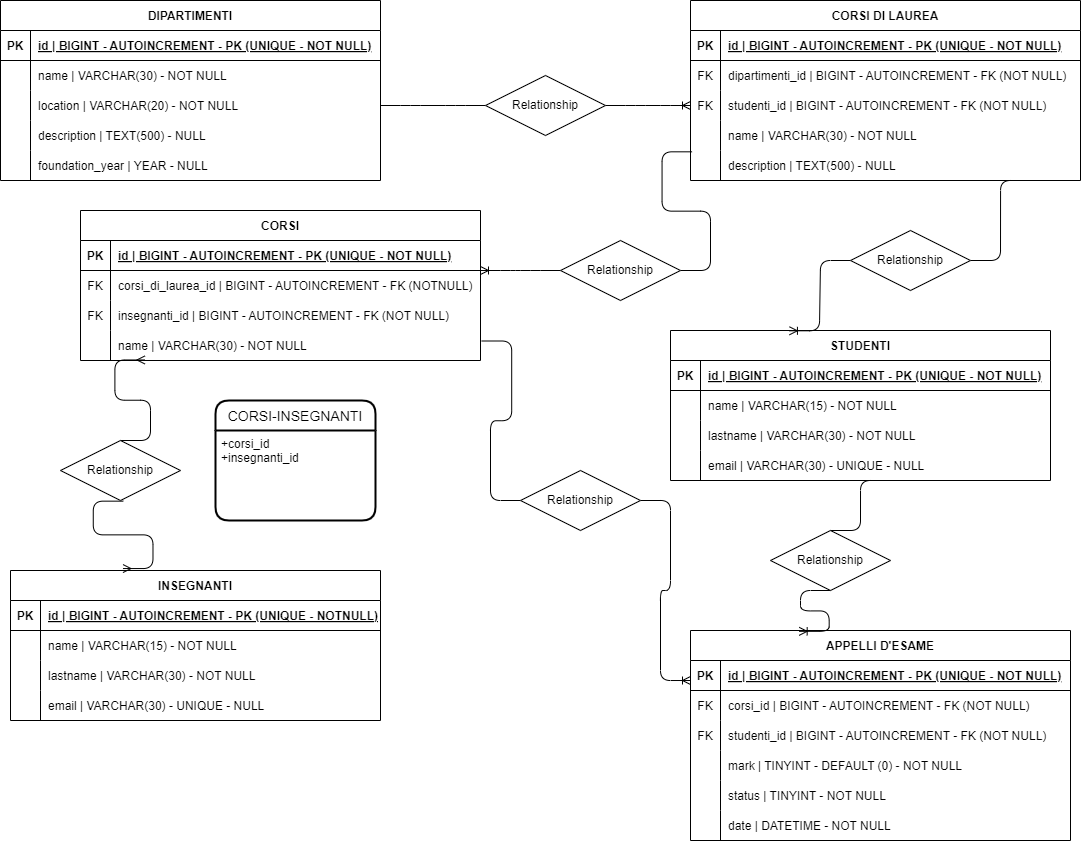 DIPARTIMENTI
PK id | BIGINT - AUTOINCREMENT - PK (UNIQUE - NOT NULL)
name | VARCHAR(30) - NOT NULL
location | VARCHAR(20) - NOT NULL
description | TEXT(500) - NULL
foundation_year | YEAR - NULL
Relationship
CORSI DI LAUREA
PK id | BIGINT - AUTOINCREMENT - PK (UNIQUE - NOT NULL)
FK dipartimenti_id | BIGINT - AUTOINCREMENT - FK (NOT NULL)
FK studenti_id | BIGINT - AUTOINCREMENT - FK (NOT NULL)
name | VARCHAR(30) - NOT NULL
description | TEXT(500) - NULL
CORSI
PK id | BIGINT - AUTOINCREMENT - PK (UNIQUE - NOT NULL)
FK corsi_di_laurea_id | BIGINT - AUTOINCREMENT - FK (NOTNULL)
FK insegnanti_id | BIGINT - AUTOINCREMENT - FK (NOT NULL)
name | VARCHAR(30) - NOT NULL
Relationship
Relationship
STUDENTI
PK id | BIGINT - AUTOINCREMENT - PK (UNIQUE - NOT NULL)
name | VARCHAR(15) - NOT NULL
lastname | VARCHAR(30) - NOT NULL
email | VARCHAR(30) - UNIQUE - NULL
CORSI-INSEGNANTI
+corsi_id
+insegnanti_id
Relationship
Relationship
Relationship
INSEGNANTI
PK id | BIGINT - AUTOINCREMENT - PK (UNIQUE - NOTNULL)
name | VARCHAR(15) - NOT NULL
lastname | VARCHAR(30) - NOT NULL
email | VARCHAR(30) - UNIQUE - NULL
APPELLI D'ESAME
PK id | BIGINT - AUTOINCREMENT - PK (UNIQUE - NOT NULL)
FK corsi_id | BIGINT - AUTOINCREMENT - FK (NOT NULL)
FK studenti_id | BIGINT - AUTOINCREMENT - FK (NOT NULL)
mark | TINYINT - DEFAULT (0) - NOT NULL
status | TINYINT - NOT NULL
date | DATETIME - NOT NULL